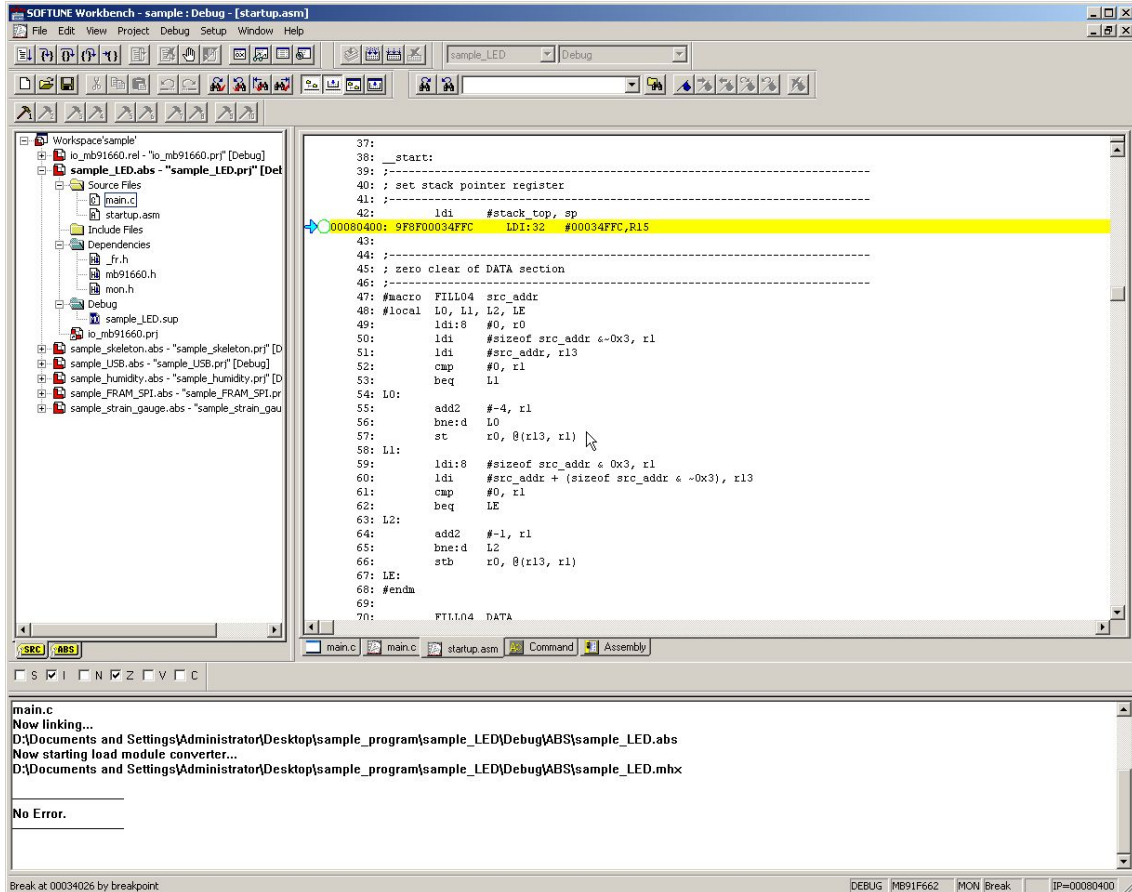 SOFTUNE Workbench - sample : Debug - [startup.asm]
File Edit View Project Debug Setup Window Help
sample_LED Debug
Workspace'sample'
io_mb91660.rel - "io_mb91660.prj" [Debug]
sample_LED.abs - "sample_LED.prj" [Det
Source Files
main.c
startup.asm
Include Files
Dependencies
_fr.h
mb91660.h
mon.h
Debug
sample_LED.sup
io_mb91660.prj
sample_skeleton.abs - "sample_skeleton.prj" [D
sample_USB.abs - "sample_USB.prj" [Debug]
sample_humidity.abs - "sample_humidity.prj" [D
sample_FRAM_SPI.abs - "sample_FRAM_SPI.pr
sample_strain_gauge.abs - "sample_strain_gau
SRC ABS
37:
38: __start:
39: ;--------------------------------------------------------------------
40: ; set stack pointer register
41: ;--------------------------------------------------------------------
42: ldi #stack_top, sp
00080400: 9F8F00034FFC LDI:32 #00034FFC,R15
43:
44: ;--------------------------------------------------------------------
45: ; zero clear of DATA section
46: ;--------------------------------------------------------------------
47: #macro FILL04 src_addr
48: #local L0, L1, L2, LE
49: ldi:8 #0, r0
50: ldi #sizeof src_addr &~0x3, r1
51: ldi #src_addr, r13
52: cmp #0, r1
53: beq L1
54: L0:
55: add2 #-4, r1
56: bne:d L0
57: st r0, @(r13, r1)
58: L1:
59: ldi:8 #sizeof src_addr & 0x3, r1
60: ldi #src_addr + (sizeof src_addr & ~0x3), r13
61: cmp #0, r1
62: beq LE
63: L2:
64: add2 #-1, r1
65: bne:d L2
66: stb r0, @(r13, r1)
67: LE:
68: #endm
69:
70: FILL04 DATA
main.c main.c startup.asm Command Assembly
S I N Z V C
main.c
Now linking...
D:\Documents and Settings\Administrator\Desktop\sample_program\sample_LED\Debug\ABS\sample_LED.abs
Now starting load module converter...
D:\Documents and Settings\Administrator\Desktop\sample_program\sample_LED\Debug\ABS\sample_LED.mhx
No Error.
Break at 00034026 by breakpoint DEBUG MB91F662 MON Break IP=00080400